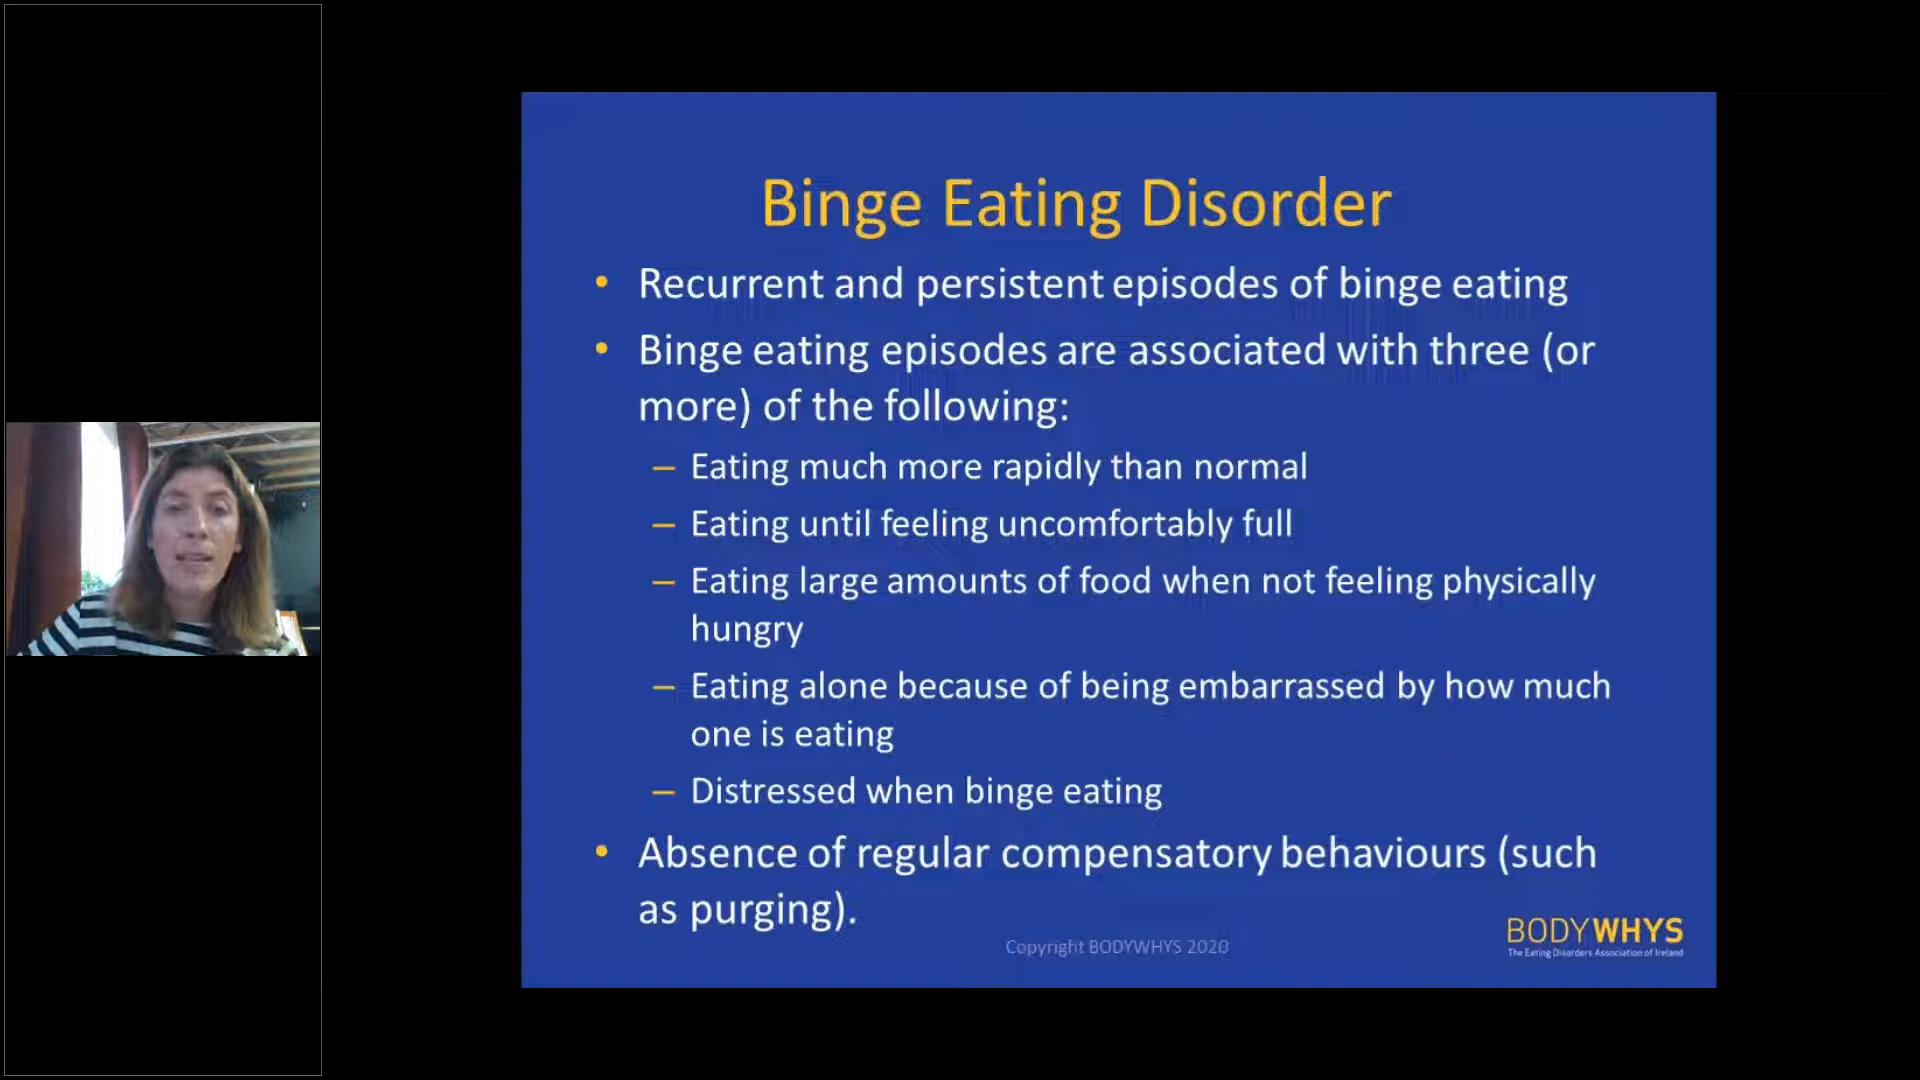 Binge Eating Disorder
• Recurrent and persistent episodes of binge eating
• Binge eating episodes are associated with three (or
more) of the following:
– Eating much more rapidly than normal
– Eating until feeling uncomfortably full
– Eating large amounts of food when not feeling physically
hungry
– Eating alone because of being embarrassed by how much
one is eating
– Distressed when binge eating
• Absence of regular compensatory behaviours (such
as purging).
Copyright BODYWHYS 2020
BODYWHYS
The Eating Disorders Association of Ireland